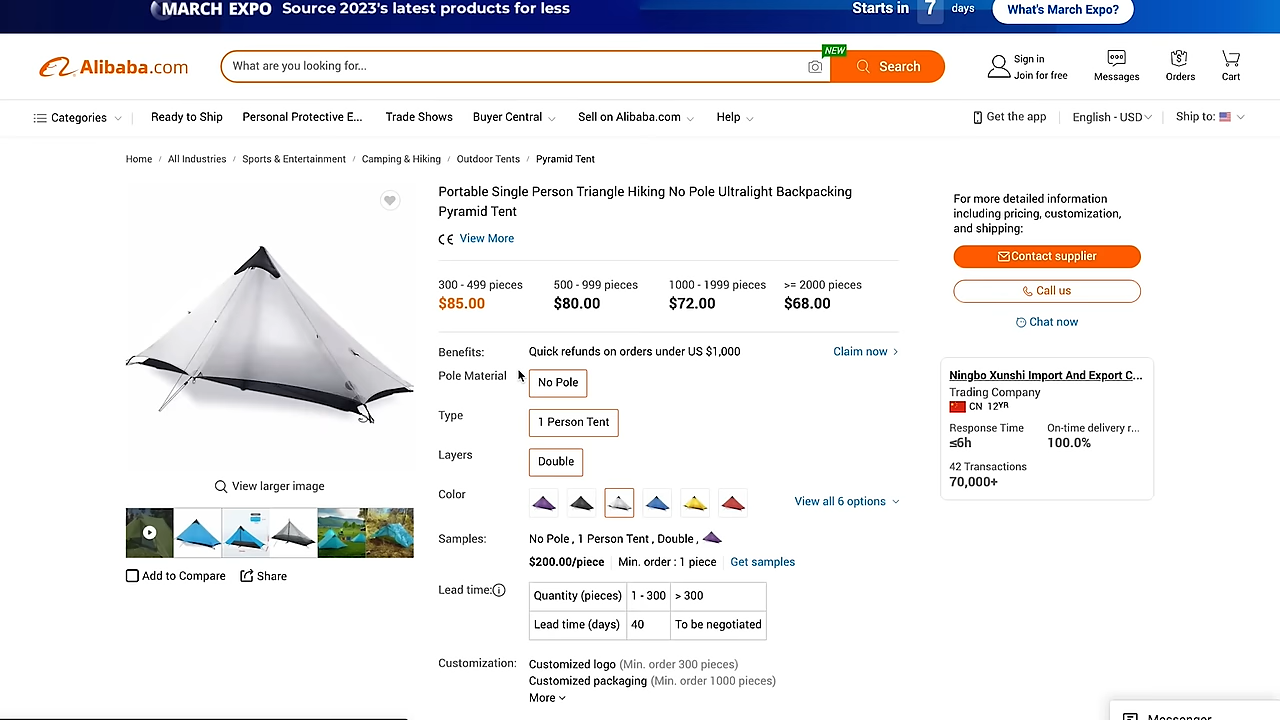 MARCH EXPO Source 2023's latest products for less Starts in 7 days What's March Expo?
Alibaba.com
What are you looking for...
NEW
Search
Sign in
Join for free
Messages
Orders
Cart
Categories Ready to Ship Personal Protective E... Trade Shows Buyer Central Sell on Alibaba.com Help Get the app English - USD Ship to:
Home / All Industries / Sports & Entertainment / Camping & Hiking / Outdoor Tents / Pyramid Tent
Portable Single Person Triangle Hiking No Pole Ultralight Backpacking
Pyramid Tent
CE View More
300 - 499 pieces 500 - 999 pieces 1000 - 1999 pieces >= 2000 pieces
$85.00 $80.00 $72.00 $68.00
Benefits: Quick refunds on orders under US $1,000 Claim now >
Pole Material No Pole
Type 1 Person Tent
Layers Double
Color View all 6 options
Samples: No Pole , 1 Person Tent , Double ,
$200.00/piece Min. order : 1 piece Get samples
Lead time: Quantity (pieces) 1 - 300 > 300
Lead time (days) 40 To be negotiated
Customization: Customized logo (Min. order 300 pieces)
Customized packaging (Min. order 1000 pieces)
More
View larger image
Add to Compare Share
For more detailed information
including pricing, customization,
and shipping:
Contact supplier
Call us
Chat now
Ningbo Xunshi Import And Export C...
Trading Company
CN 12YR
Response Time On-time delivery r...
≤6h 100.0%
42 Transactions
70,000+
Messenger